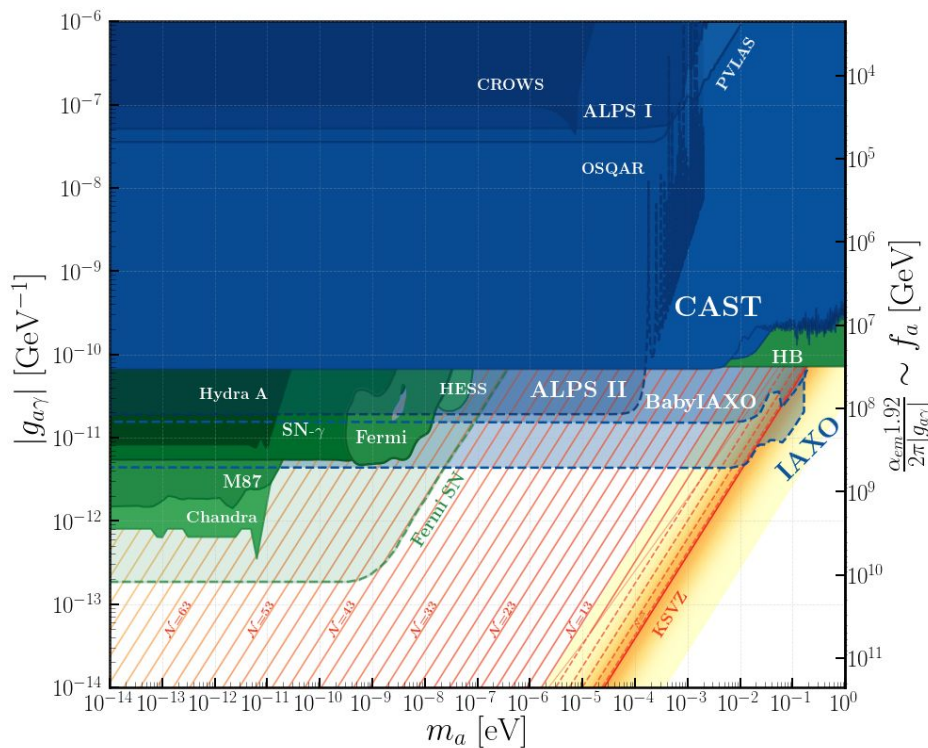 10^{-6}
10^{-7}
10^{-8}
10^{-9}
10^{-10}
10^{-11}
10^{-12}
10^{-13}
10^{-14}
|g_{aγ}| [GeV^{-1}]
CROWS
ALPS I
PVLAS
OSQAR
CAST
HB
Hydra A
HESS
ALPS II
BabyIAXO
SN-γ
Fermi
IAXO
M87
Chandra
Fermi SN
N=63
N=53
N=43
N=33
N=23
N=13
KSVZ
10^4
10^5
10^6
10^7
10^8
10^9
10^{10}
10^{11}
\frac{α_{em} 1.92}{2π|g_{aγ}|} ∼ f_a [GeV]
10^{-14} 10^{-13} 10^{-12} 10^{-11} 10^{-10} 10^{-9} 10^{-8} 10^{-7} 10^{-6} 10^{-5} 10^{-4} 10^{-3} 10^{-2} 10^{-1} 10^0
m_a [eV]